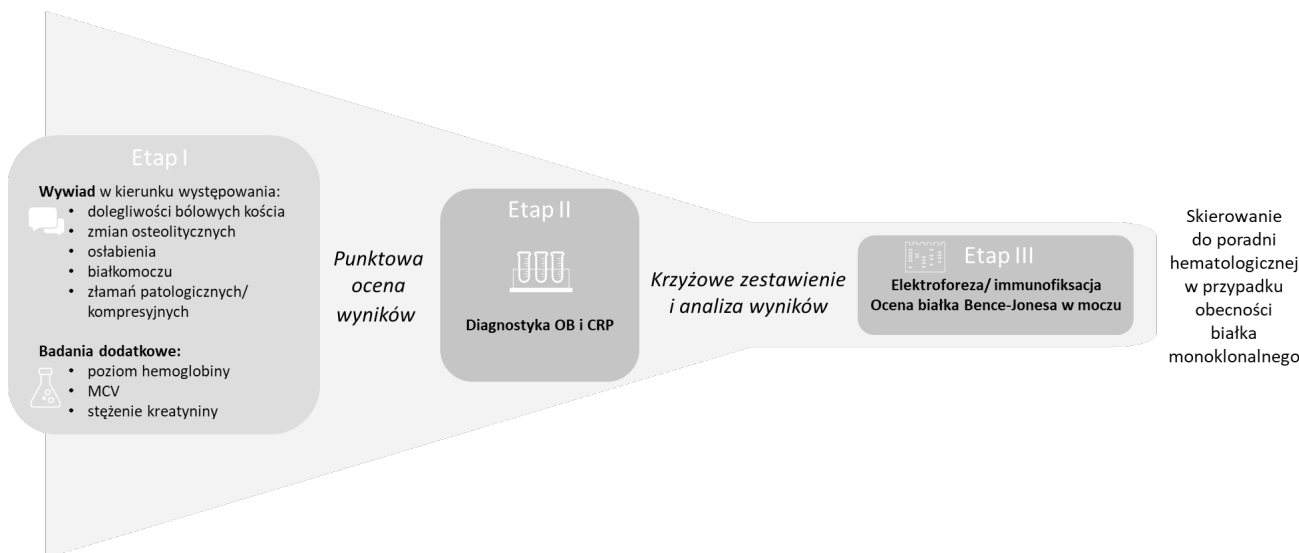 Etap I
Wywiad w kierunku występowania:
• dolegliwości bólowych kościa
• zmian osteolitycznych
• osłabienia
• białkomoczu
• złamań patologicznych/
kompresyjnych
Badania dodatkowe:
• poziom hemoglobiny
• MCV
• stężenie kreatyniny
Punktowa
ocena
wyników
Etap II
Diagnostyka OB i CRP
Krzyżowe zestawienie
i analiza wyników
Etap III
Elektroforeza/ immunofiksacja
Ocena białka Bence-Jonesa w moczu
Skierowanie
do poradni
hematologicznej
w przypadku
obecności
białka
monoklonalnego